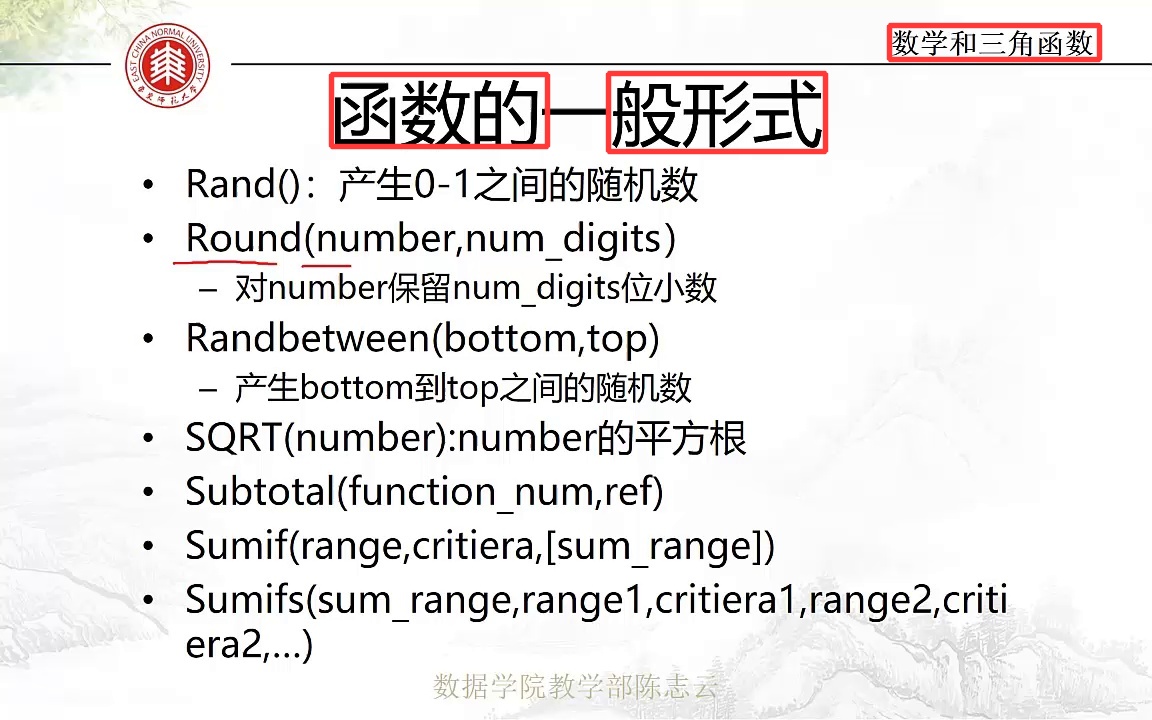 数学和三角函数
EAST CHINA NORMAL UNIVERSITY
华东师范大学
函数的一般形式
• Rand()：产生0-1之间的随机数
• Round(number,num_digits）
– 对number保留num_digits位小数
• Randbetween(bottom,top)
– 产生bottom到top之间的随机数
• SQRT(number):number的平方根
• Subtotal(function_num,ref)
• Sumif(range,critiera,[sum_range])
• Sumifs(sum_range,range1,critiera1,range2,criti
era2,...)
数据学院教学部陈志云